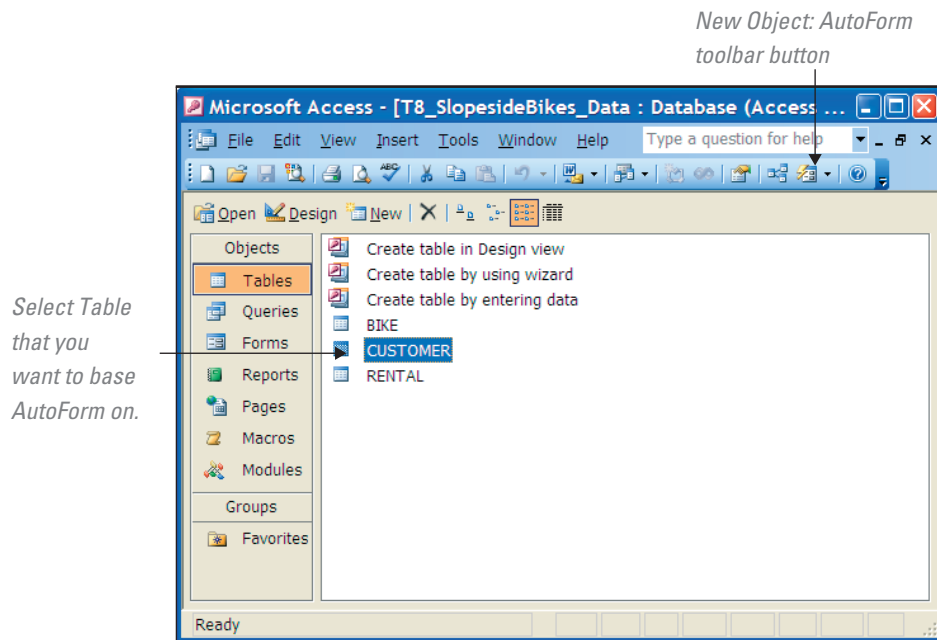 New Object: AutoForm
toolbar button
Microsoft Access - [T8_SlopesideBikes_Data : Database (Access ...
File Edit View Insert Tools Window Help Type a question for help
Open Design New
Objects
Tables
Queries
Forms
Reports
Pages
Macros
Modules
Groups
Favorites
Create table in Design view
Create table by using wizard
Create table by entering data
BIKE
CUSTOMER
RENTAL
Select Table
that you
want to base
AutoForm on.
Ready